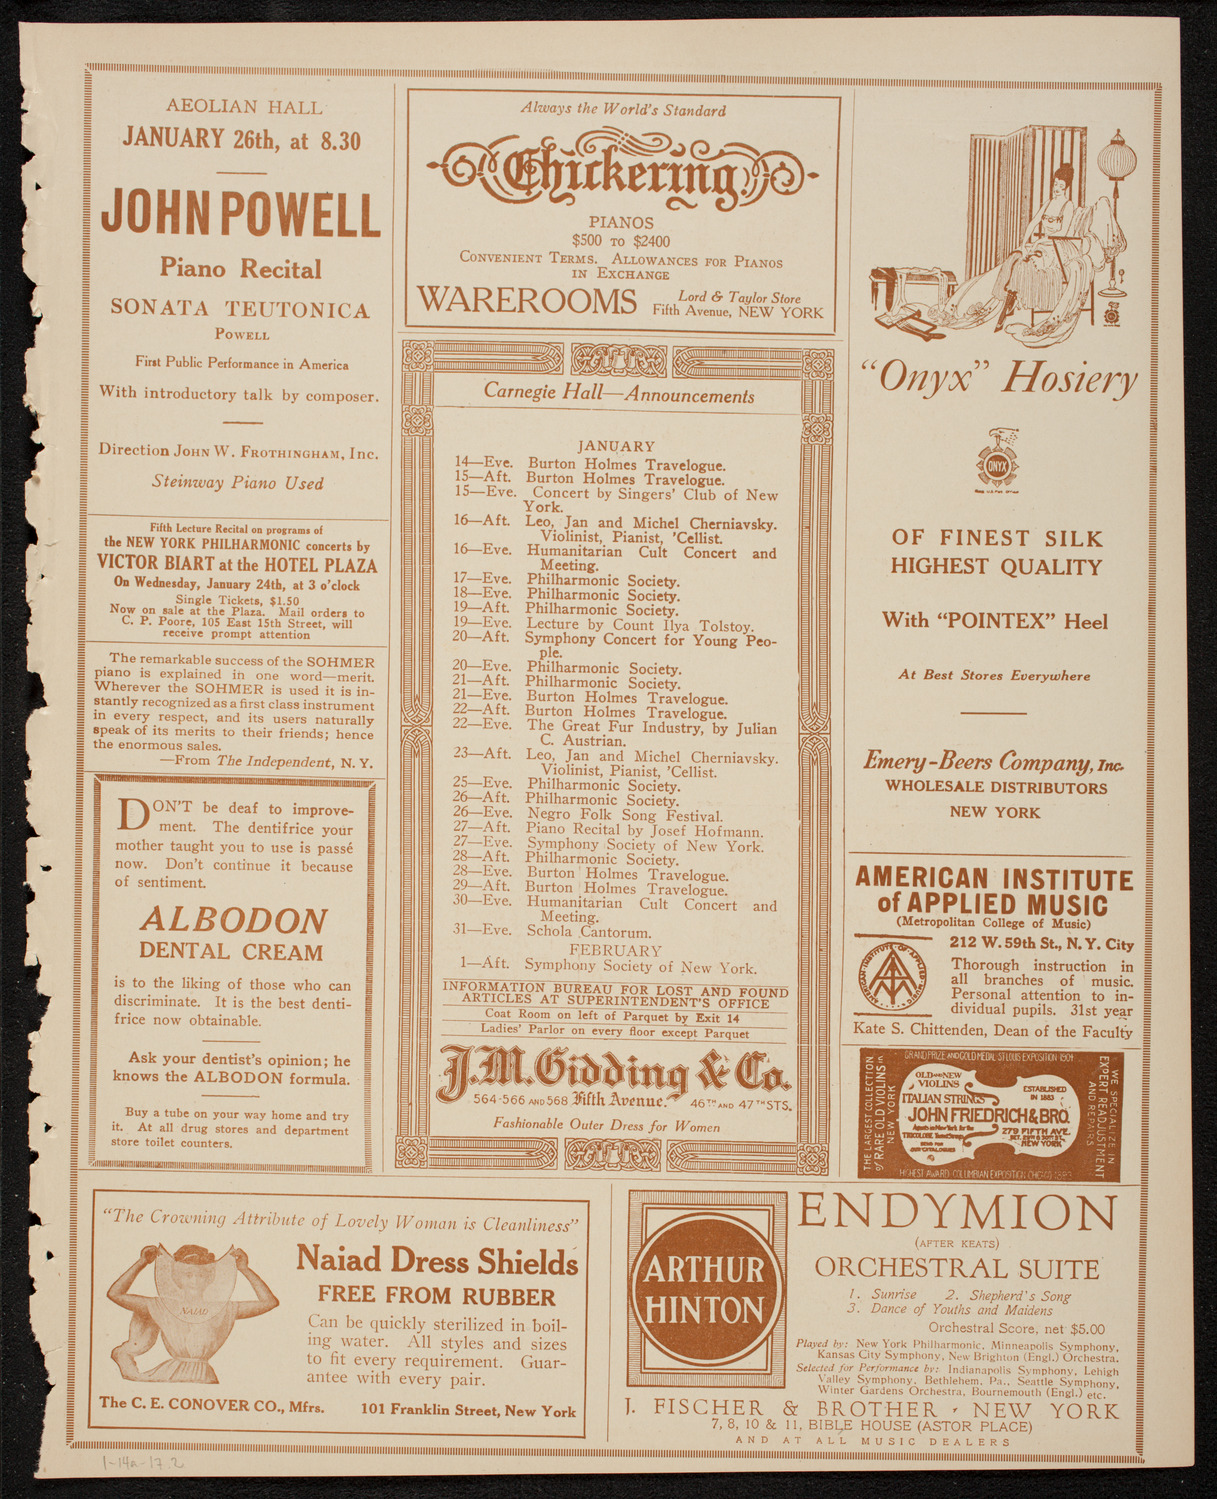 AEOLIAN HALL
JANUARY 26th, at 8.30
JOHN POWELL
Piano Recital
SONATA TEUTONICA
POWELL
First Public Performance in America
With introductory talk by composer.
Direction JOHN W. FROTHINGHAM, Inc.
Steinway Piano Used
Fifth Lecture Recital on programs of
the NEW YORK PHILHARMONIC concerts by
VICTOR BIART at the HOTEL PLAZA
On Wednesday, January 24th, at 3 o'clock
Single Tickets, $1.50
Now on sale at the Plaza. Mail orders to
C. P. Poore, 105 East 15th Street, will
receive prompt attention
The remarkable success of the SOHMER
piano is explained in one word—merit.
Wherever the SOHMER is used it is in-
stantly recognized as a first class instrument
in every respect, and its users naturally
speak of its merits to their friends; hence
the enormous sales.
—From The Independent, N. Y.
DON'T be deaf to improve-
ment. The dentifrice your
mother taught you to use is passé
now. Don't continue it because
of sentiment.
ALBODON
DENTAL CREAM
is to the liking of those who can
discriminate. It is the best denti-
frice now obtainable.
Ask your dentist's opinion; he
knows the ALBODON formula.
Buy a tube on your way home and try
it. At all drug stores and department
store toilet counters.
Always the World's Standard
Chickering
PIANOS
$500 TO $2400
CONVENIENT TERMS. ALLOWANCES FOR PIANOS
IN EXCHANGE
WAREROOMS Lord & Taylor Store
Fifth Avenue, NEW YORK
Carnegie Hall—Announcements
JANUARY
14—Eve. Burton Holmes Travelogue.
15—Aft. Burton Holmes Travelogue.
15—Eve. Concert by Singers' Club of New
York.
16—Aft. Leo, Jan and Michel Cherniavsky.
Violinist, Pianist, 'Cellist.
16—Eve. Humanitarian Cult Concert and
Meeting.
17—Eve. Philharmonic Society.
18—Eve. Philharmonic Society.
19—Aft. Philharmonic Society.
19—Eve. Lecture by Count Ilya Tolstoy.
20—Aft. Symphony Concert for Young Peo-
ple.
20—Eve. Philharmonic Society.
21—Aft. Philharmonic Society.
21—Eve. Burton Holmes Travelogue.
22—Aft. Burton Holmes Travelogue.
22—Eve. The Great Fur Industry, by Julian
C. Austrian.
23—Aft. Leo, Jan and Michel Cherniavsky.
Violinist, Pianist, 'Cellist.
25—Eve. Philharmonic Society.
26—Aft. Philharmonic Society.
26—Eve. Negro Folk Song Festival.
27—Aft. Piano Recital by Josef Hofmann.
27—Eve. Symphony Society of New York.
28—Aft. Philharmonic Society.
28—Eve. Burton Holmes Travelogue.
29—Aft. Burton Holmes Travelogue.
30—Eve. Humanitarian Cult Concert and
Meeting.
31—Eve. Schola Cantorum.
FEBRUARY
1—Aft. Symphony Society of New York.
INFORMATION BUREAU FOR LOST AND FOUND
ARTICLES AT SUPERINTENDENT'S OFFICE
Coat Room on left of Parquet by Exit 14
Ladies' Parlor on every floor except Parquet
J.M. Gidding & Co.
564-566 AND 568 Fifth Avenue. 46TH AND 47TH STS.
Fashionable Outer Dress for Women
"Onyx" Hosiery
ONYX
OF FINEST SILK
HIGHEST QUALITY
With "POINTEX" Heel
At Best Stores Everywhere
Emery-Beers Company, Inc.
WHOLESALE DISTRIBUTORS
NEW YORK
AMERICAN INSTITUTE
of APPLIED MUSIC
(Metropolitan College of Music)
AMERICAN INSTITUTE OF APPLIED MUSIC
212 W. 59th St., N. Y. City
Thorough instruction in
all branches of music.
Personal attention to in-
dividual pupils. 31st year
Kate S. Chittenden, Dean of the Faculty
GRAND PRIZE AND GOLD MEDAL ST LOUIS EXPOSITION 1904
THE LARGEST COLLECTION
of RARE OLD VIOLINS in
NEW YORK
OLD AND NEW
VIOLINS
ITALIAN STRINGS
ESTABLISHED
IN 1883
JOHN FRIEDRICH & BRO.
279 FIFTH AVE.
NEW YORK
WE SPECIALIZE IN
EXPERT READJUSTMENT
AND REPAIRS
HIGHEST AWARD COLUMBIAN EXPOSITION CHICAGO 1893
"The Crowning Attribute of Lovely Woman is Cleanliness"
NAIAD
Naiad Dress Shields
FREE FROM RUBBER
Can be quickly sterilized in boil-
ing water. All styles and sizes
to fit every requirement. Guar-
antee with every pair.
The C. E. CONOVER CO., Mfrs. 101 Franklin Street, New York
ARTHUR
HINTON
ENDYMION
(AFTER KEATS)
ORCHESTRAL SUITE
1. Sunrise 2. Shepherd's Song
3. Dance of Youths and Maidens
Orchestral Score, net $5.00
Played by: New York Philharmonic, Minneapolis Symphony,
Kansas City Symphony, New Brighton (Engl.) Orchestra.
Selected for Performance by: Indianapolis Symphony, Lehigh
Valley Symphony, Bethlehem, Pa., Seattle Symphony,
Winter Gardens Orchestra, Bournemouth (Engl.) etc.
J. FISCHER & BROTHER NEW YORK
7, 8, 10 & 11, BIBLE HOUSE (ASTOR PLACE)
AND AT ALL MUSIC DEALERS
1-14a-17.2